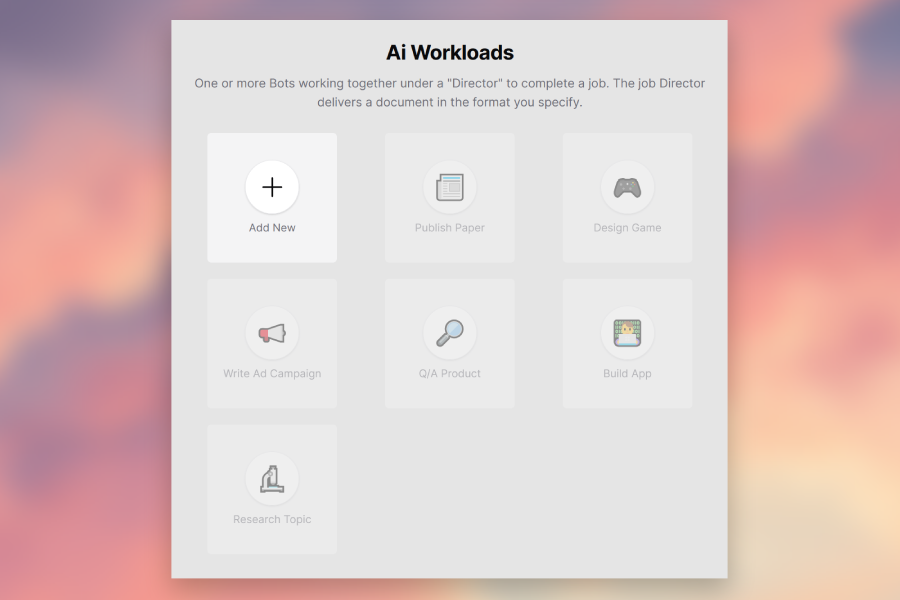 Ai Workloads
One or more Bots working together under a "Director" to complete a job. The job Director
delivers a document in the format you specify.
Add New
Publish Paper
Design Game
Write Ad Campaign
Q/A Product
Build App
Research Topic